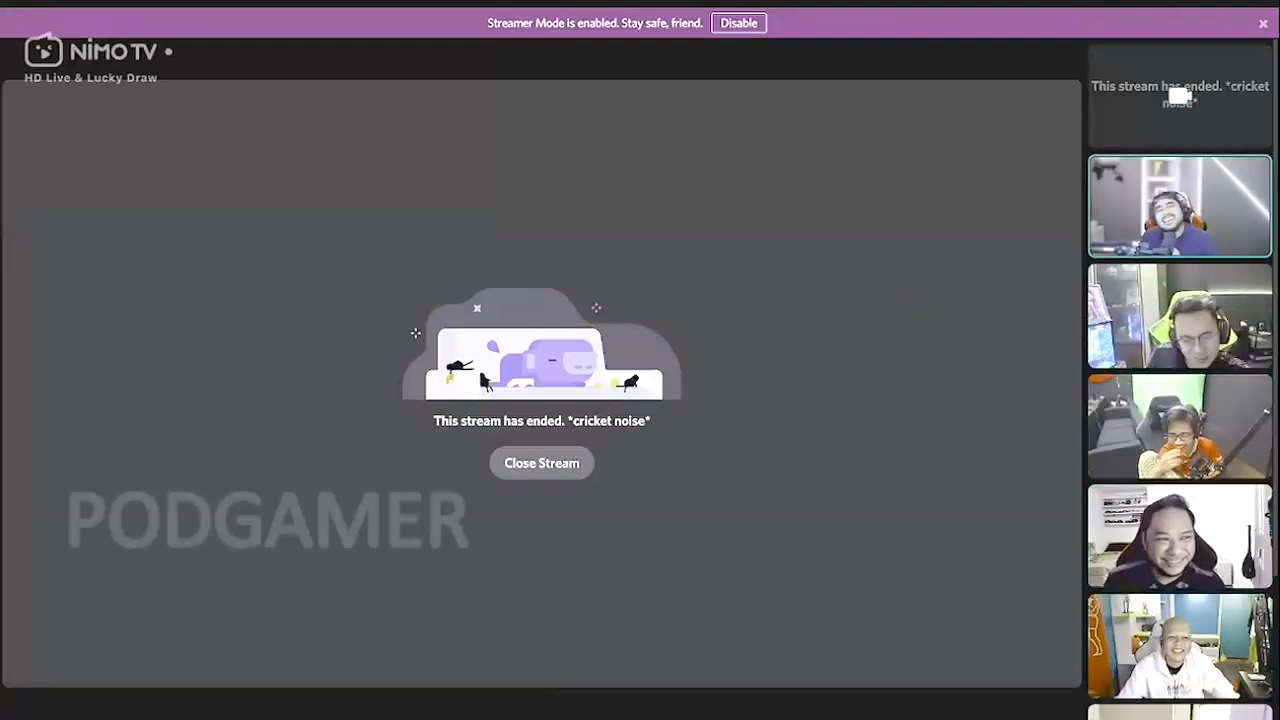 Streamer Mode is enabled. Stay safe, friend. Disable
NIMO TV
HD Live & Lucky Draw
This stream has ended. *cricket
noise*
This stream has ended. *cricket noise*
Close Stream
PODGAMER